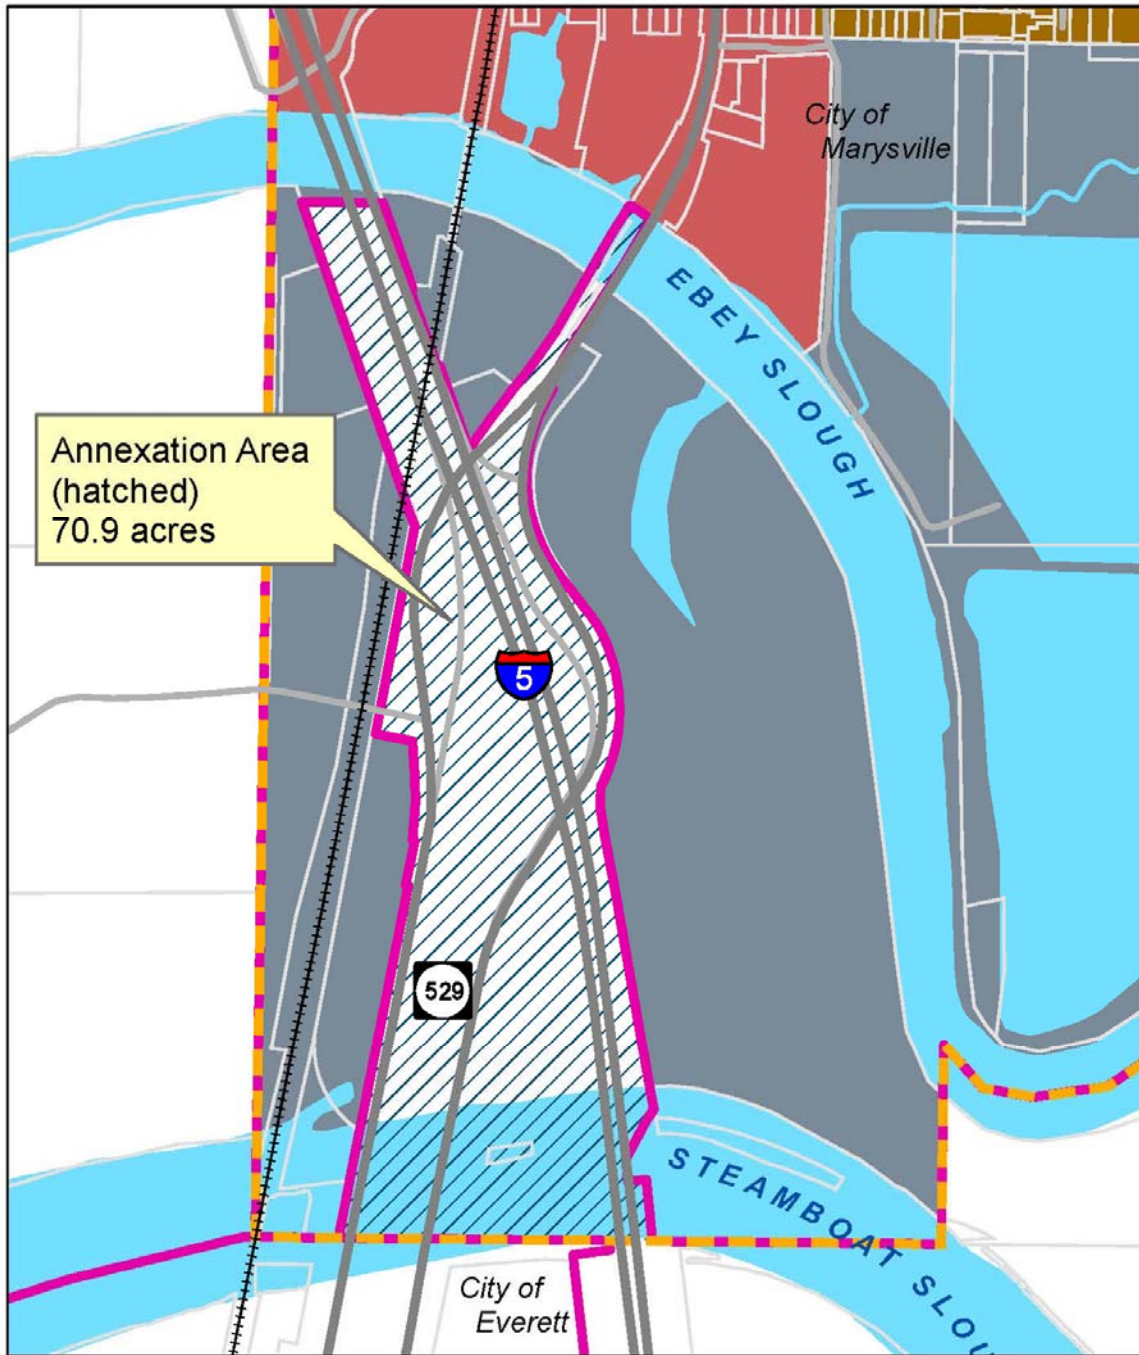 City of
Marysville
EBEY SLOUGH
Annexation Area
(hatched)
70.9 acres
5
529
STEAMBOAT SLOU
City of
Everett